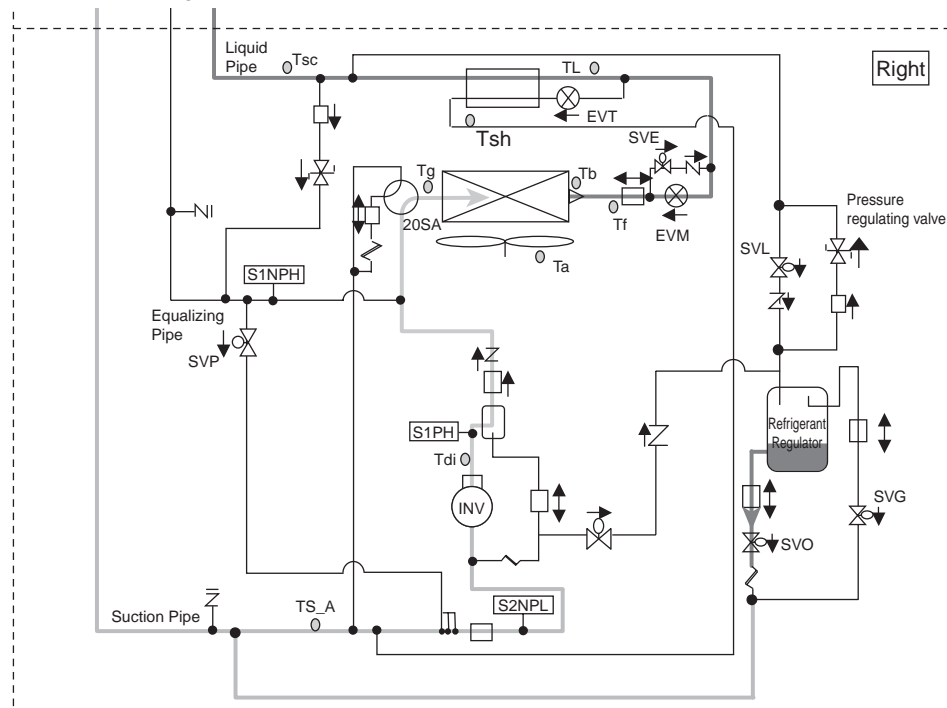 Liquid
Pipe
Tsc
TL
Right
EVT
Tsh
SVE
Tg
Tb
20SA
Tf
EVM
Ta
Pressure
regulating valve
SVL
S1NPH
Equalizing
Pipe
SVP
S1PH
Tdi
INV
Refrigerant
Regulator
SVG
SVO
Suction Pipe
TS_A
S2NPL